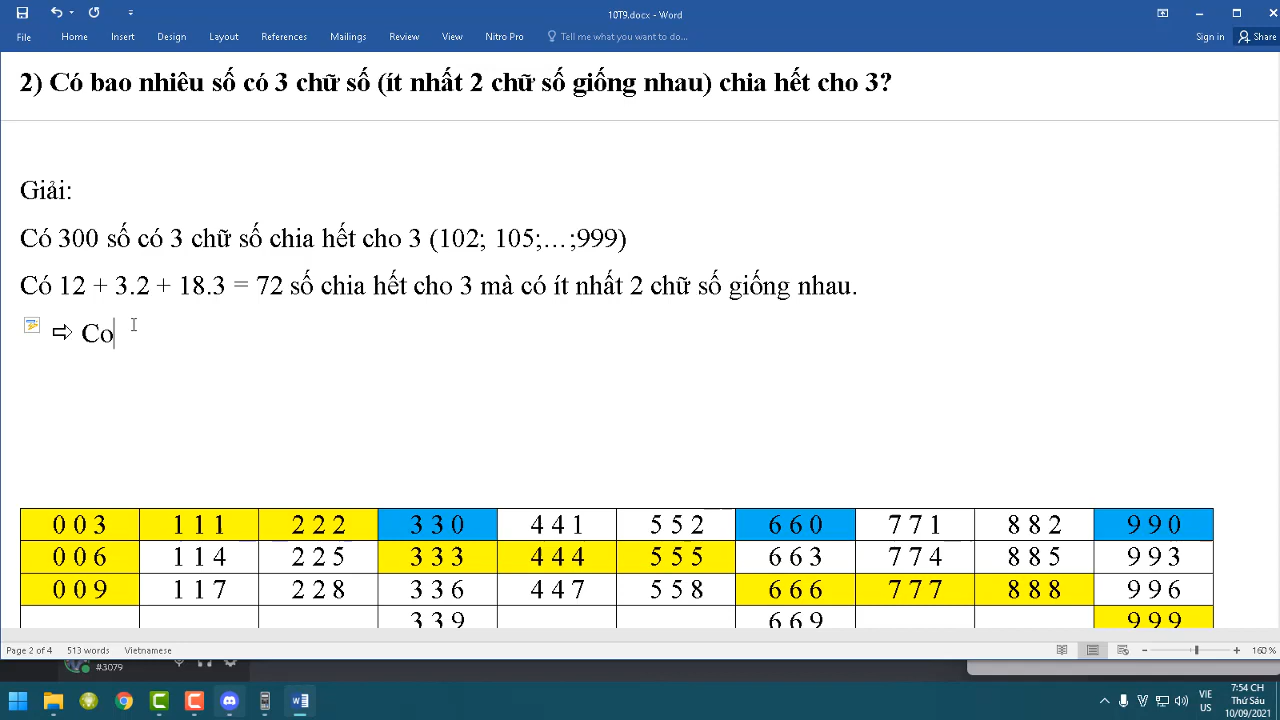 10T9.docx - Word
File Home Insert Design Layout References Mailings Review View Nitro Pro Tell me what you want to do... Sign in Share
2) Có bao nhiêu số có 3 chữ số (ít nhất 2 chữ số giống nhau) chia hết cho 3?
Giải:
Có 300 số có 3 chữ số chia hết cho 3 (102; 105;…;999)
Có 12 + 3.2 + 18.3 = 72 số chia hết cho 3 mà có ít nhất 2 chữ số giống nhau.
⇨ Co
0 0 3 1 1 1 2 2 2 3 3 0 4 4 1 5 5 2 6 6 0 7 7 1 8 8 2 9 9 0
0 0 6 1 1 4 2 2 5 3 3 3 4 4 4 5 5 5 6 6 3 7 7 4 8 8 5 9 9 3
0 0 9 1 1 7 2 2 8 3 3 6 4 4 7 5 5 8 6 6 6 7 7 7 8 8 8 9 9 6
3 3 9 6 6 9 9 9 9
Page 2 of 4 513 words Vietnamese 160 %
#3079
VIE 7:54 CH
US Thứ Sáu
10/09/2021